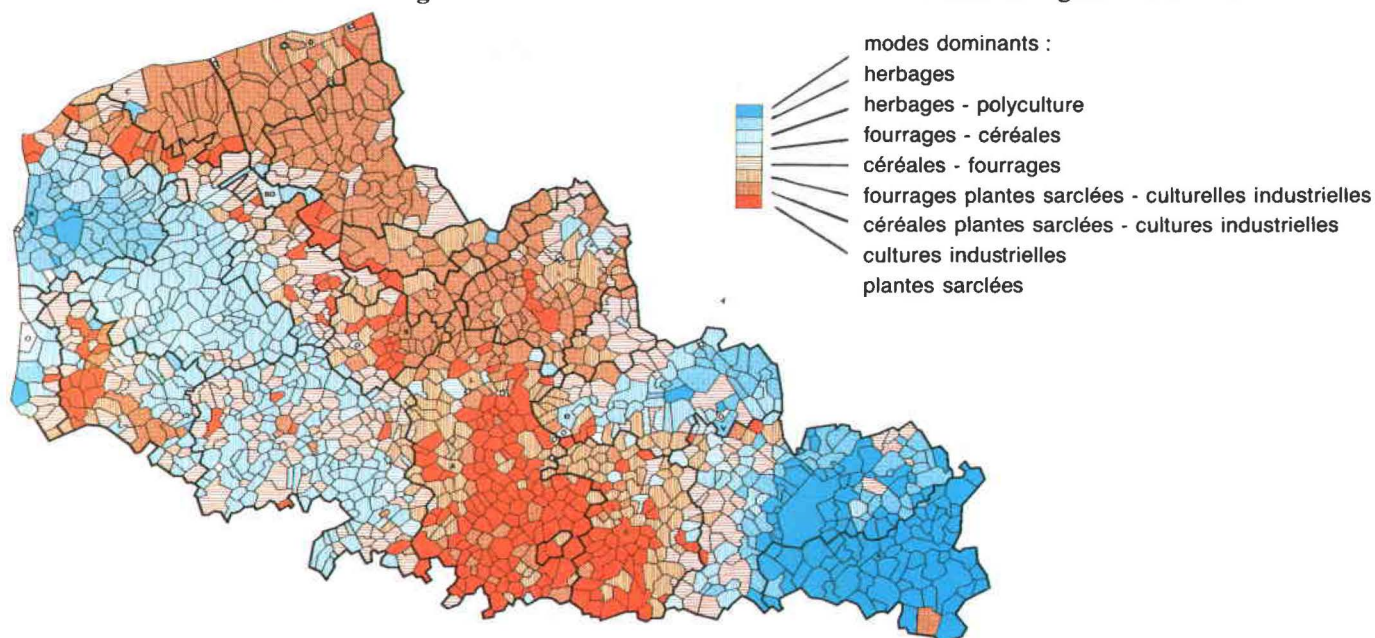 modes dominants :
herbages
herbages - polyculture
fourrages - céréales
céréales - fourrages
fourrages plantes sarclées - culturelles industrielles
céréales plantes sarclées - cultures industrielles
cultures industrielles
plantes sarclées